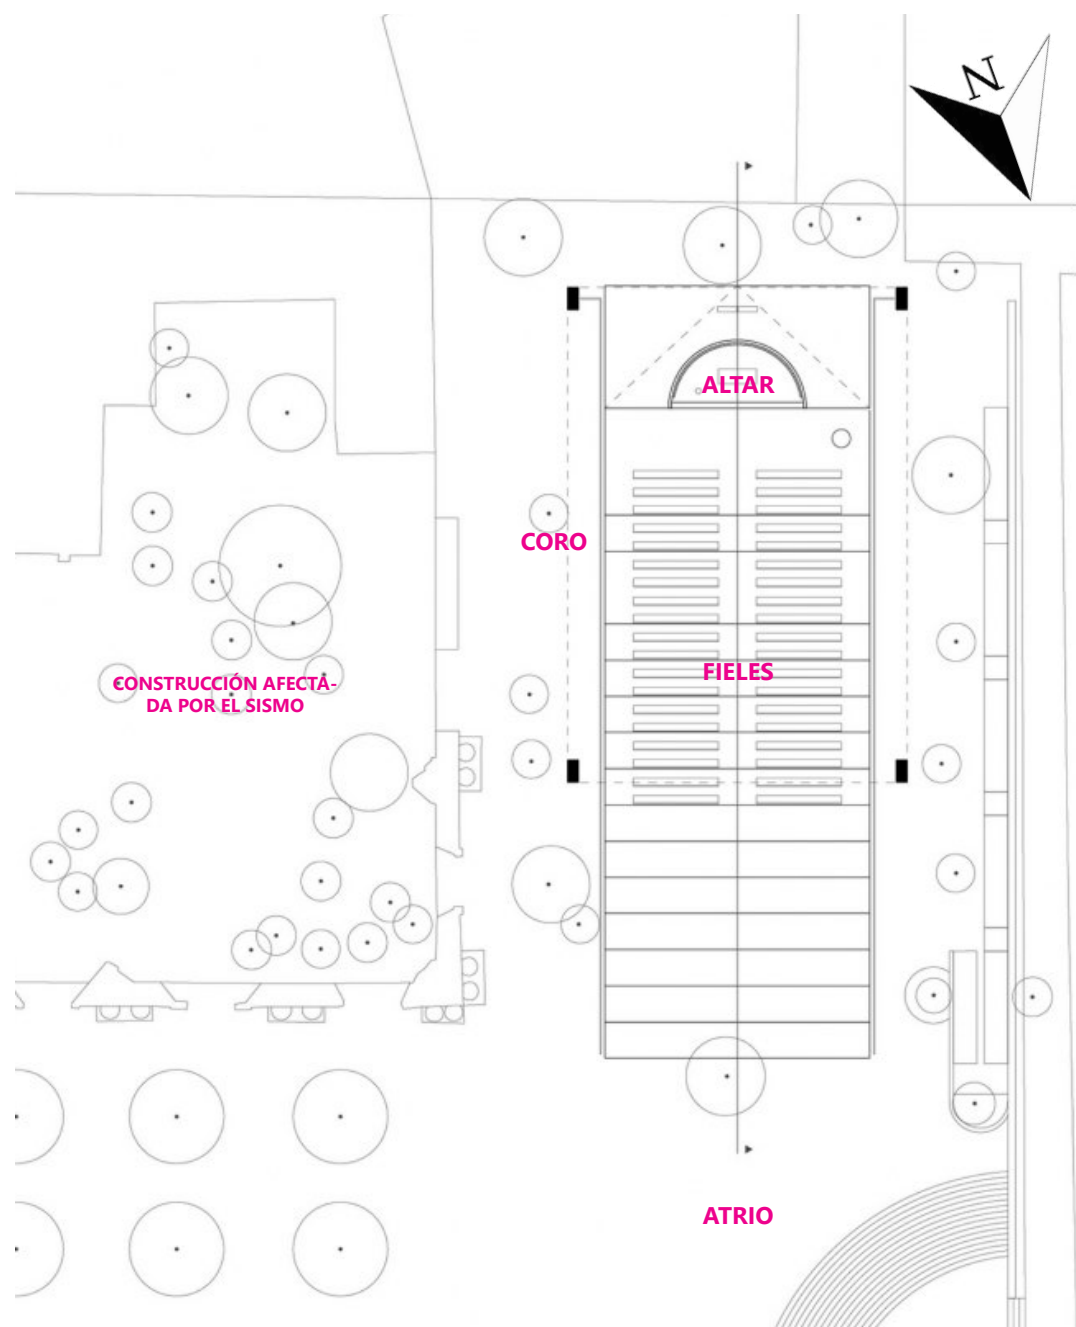 N
ALTAR
CORO
FIELES
CONSTRUCCIÓN AFECTA-
DA POR EL SISMO
ATRIO